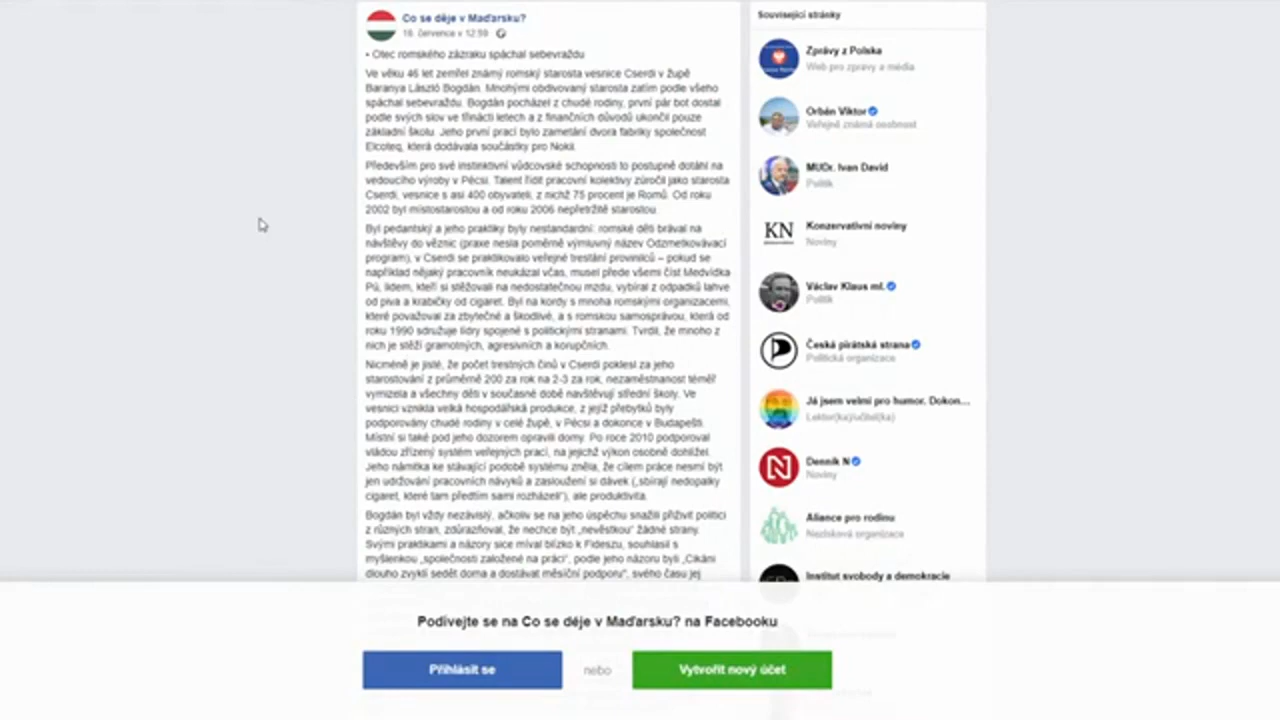 Co se děje v Maďarsku?
18. července v 12:59
• Otec romského zázraku spáchal sebevraždu
Ve věku 46 let zemřel známý romský starosta vesnice Cserdi v župě
Baranya László Bogdán. Mnohými obdivovaný starosta zatím podle všeho
spáchal sebevraždu. Bogdán pocházel z chudé rodiny, první pár bot dostal
podle svých slov ve třinácti letech a z finančních důvodů ukončil pouze
základní školu. Jeho první prací bylo zametání dvora fabriky společnosti
Elcoteq, která dodávala součástky pro Nokii.
Především pro své instinktivní vůdcovské schopnosti to postupně dotáhl na
vedoucího výroby v Pécsi. Talent řídit pracovní kolektivy zúročil jako starosta
Cserdi, vesnice s asi 400 obyvateli, z nichž 75 procent je Romů. Od roku
2002 byl místostarostou a od roku 2006 nepřetržitě starostou.
Byl pedantský a jeho praktiky byly nestandardní: romské děti brával na
návštěvy do věznic (praxe nesla poměrně výmluvný název Odzmetkovávací
program), v Cserdi se praktikovalo veřejné trestání provinilců – pokud se
například nějaký pracovník neukázal včas, musel přede všemi číst Medvídka
Pú, lidem, kteří si stěžovali na nedostatečnou mzdu, vybíral z odpadků lahve
od piva a krabičky od cigaret. Byl na kordy s mnoha romskými organizacemi,
které považoval za zbytečné a škodlivé, a s romskou samosprávou, která od
roku 1990 sdružuje lídry spojené s politickými stranami. Tvrdil, že mnoho z
nich je stěží gramotných, agresivních a korupčních.
Nicméně je jisté, že počet trestných činů v Cserdi poklesl za jeho
starostování z průměrně 200 za rok na 2-3 za rok, nezaměstnanost téměř
vymizela a všechny děti v současné době navštěvují střední školy. Ve
vesnici vznikla velká hospodářská produkce, z jejíž přebytků byly
podporovány chudé rodiny v celé župě, v Pécsi a dokonce v Budapešti.
Místní si také pod jeho dozorem opravili domy. Po roce 2010 podporoval
vládou zřízený systém veřejných prací, na jejichž výkon osobně dohlížel.
Jeho námitka ke stávající podobě systému zněla, že cílem práce nesmí být
jen udržování pracovních návyků a zasloužení si dávek („sbírají nedopalky
cigaret, které tam předtím sami rozházeli"), ale produktivita.
Bogdán byl vždy nezávislý, ačkoliv se na jeho úspěchu snažili přiživit politici
z různých stran, zdůrazňoval, že nechce být „nevěstkou" žádné strany.
Svými praktikami a názory sice míval blízko k Fideszu, souhlasil s
myšlenkou „společnosti založené na práci", podle jeho názoru byli „Cikáni
dlouho zvyklí sedět doma a dostávat měsíční podporu", svého času jej
Související stránky
Zprávy z Polska
Web pro zprávy a média
Orbán Viktor
Veřejně známá osobnost
MUDr. Ivan David
Politik
KN
Konzervativní noviny
Noviny
Václav Klaus ml.
Politik
Česká pirátská strana
Politická organizace
Já jsem velmi pro humor. Dokon...
Lektor(ka)/učitel(ka)
N
Denník N
Noviny
Aliance pro rodinu
Nezisková organizace
Institut svobody a demokracie
Podívejte se na Co se děje v Maďarsku? na Facebooku
Přihlásit se
nebo
Vytvořit nový účet